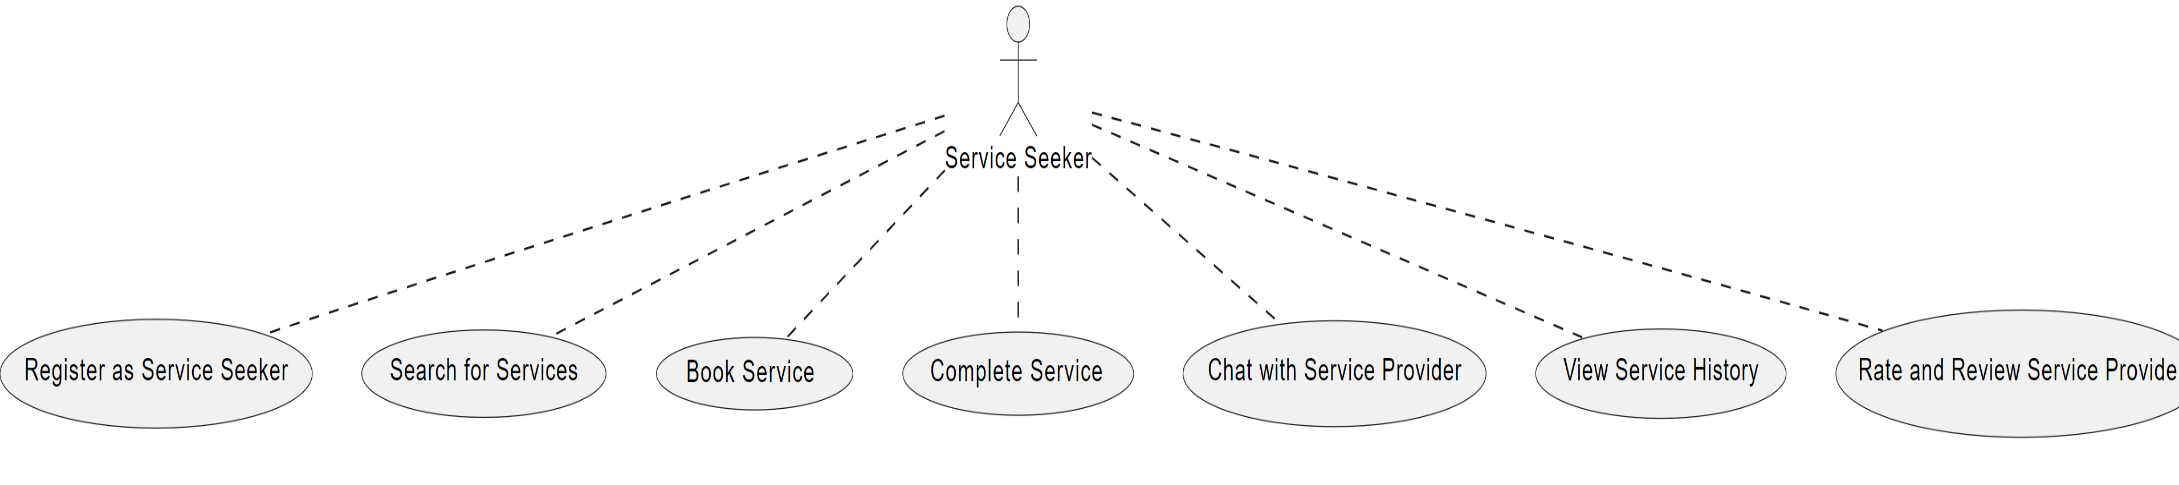 Service Seeker
Register as Service Seeker
Search for Services
Book Service
Complete Service
Chat with Service Provider
View Service History
Rate and Review Service Provide